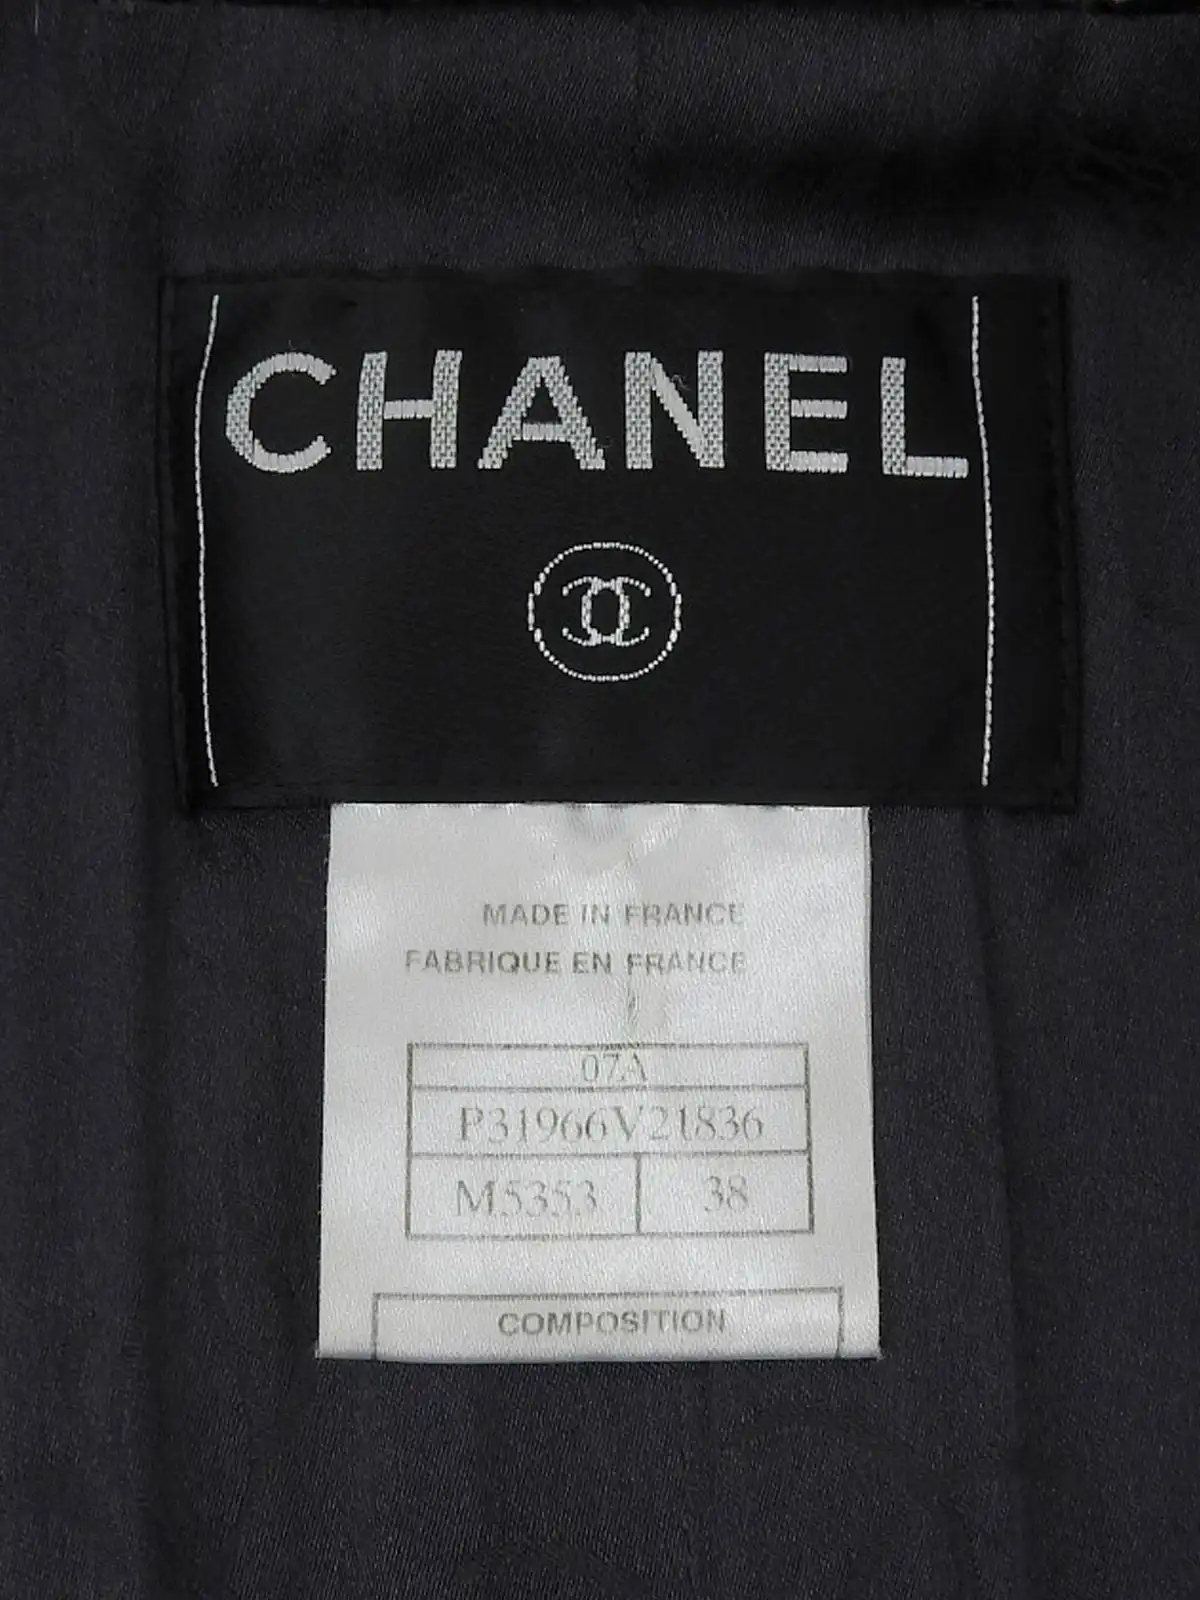 CHANEL
MADE IN FRANCE
FABRIQUE EN FRANCE
07A
P31966V21836
M5353 38
COMPOSITION